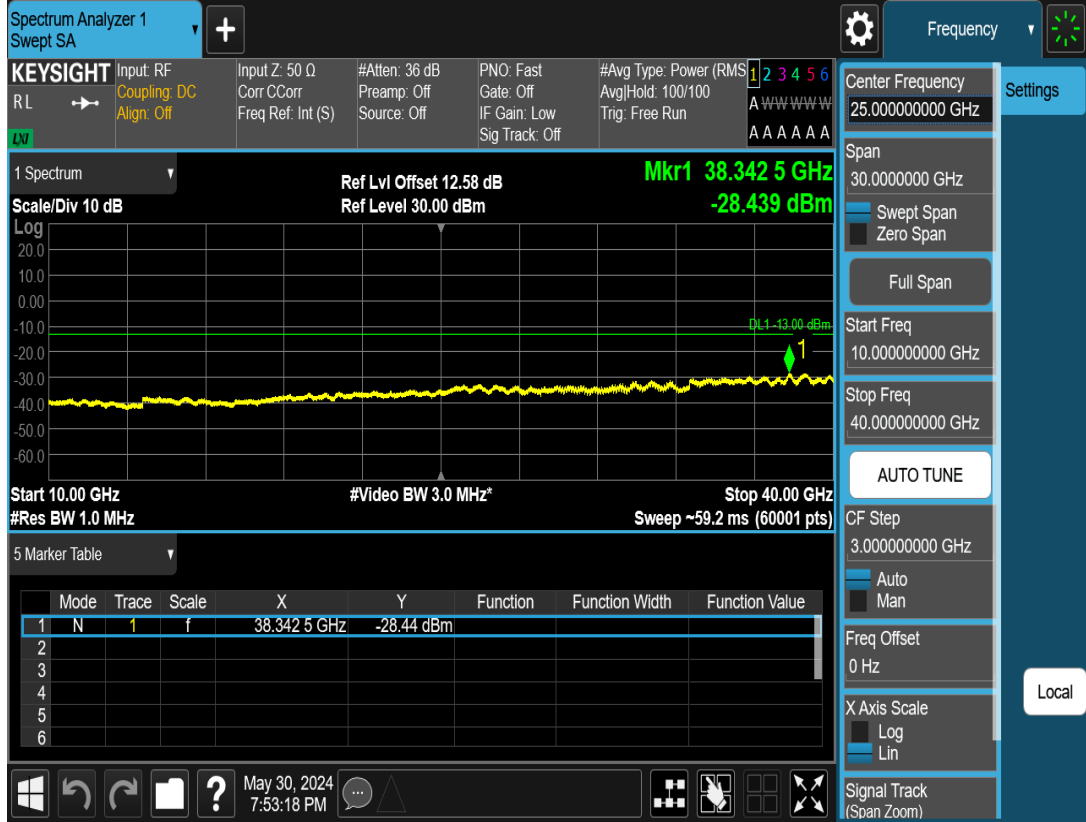 Spectrum Analyzer 1
Swept SA
+
Frequency
KEYSIGHT
R L
LXI
Input: RF
Coupling: DC
Align: Off
Input Z: 50 Ω
Corr CCorr
Freq Ref: Int (S)
#Atten: 36 dB
Preamp: Off
Source: Off
PNO: Fast
Gate: Off
IF Gain: Low
Sig Track: Off
#Avg Type: Power (RMS
Avg|Hold: 100/100
Trig: Free Run
1 2 3 4 5 6
A W W W W W
A A A A A A
Settings
Center Frequency
25.000000000 GHz
Span
30.0000000 GHz
Swept Span
Zero Span
Full Span
Start Freq
10.000000000 GHz
Stop Freq
40.000000000 GHz
AUTO TUNE
CF Step
3.000000000 GHz
Auto
Man
Freq Offset
0 Hz
X Axis Scale
Log
Lin
Signal Track
(Span Zoom)
Local
1 Spectrum
Scale/Div 10 dB
Ref Lvl Offset 12.58 dB
Ref Level 30.00 dBm
Mkr1 38.342 5 GHz
-28.439 dBm
Log
20.0
10.0
0.00
-10.0
-20.0
-30.0
-40.0
-50.0
-60.0
DL1 -13.00 dBm
1
Start 10.00 GHz
#Res BW 1.0 MHz
#Video BW 3.0 MHz*
Stop 40.00 GHz
Sweep ~59.2 ms (60001 pts)
5 Marker Table
Mode Trace Scale X Y Function Function Width Function Value
1 N 1 f 38.342 5 GHz -28.44 dBm
2
3
4
5
6
?
May 30, 2024
7:53:18 PM